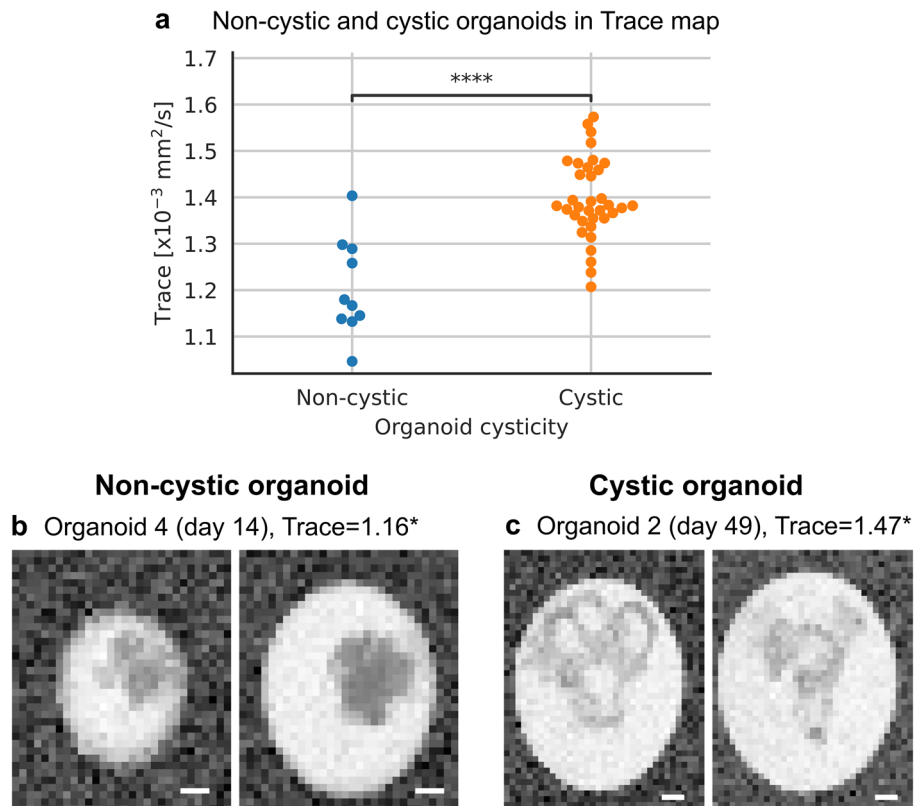 a Non-cystic and cystic organoids in Trace map
****
Trace [x10⁻³ mm²/s]
1.7
1.6
1.5
1.4
1.3
1.2
1.1
Non-cystic Cystic
Organoid cysticity
Non-cystic organoid Cystic organoid
b Organoid 4 (day 14), Trace=1.16* c Organoid 2 (day 49), Trace=1.47*